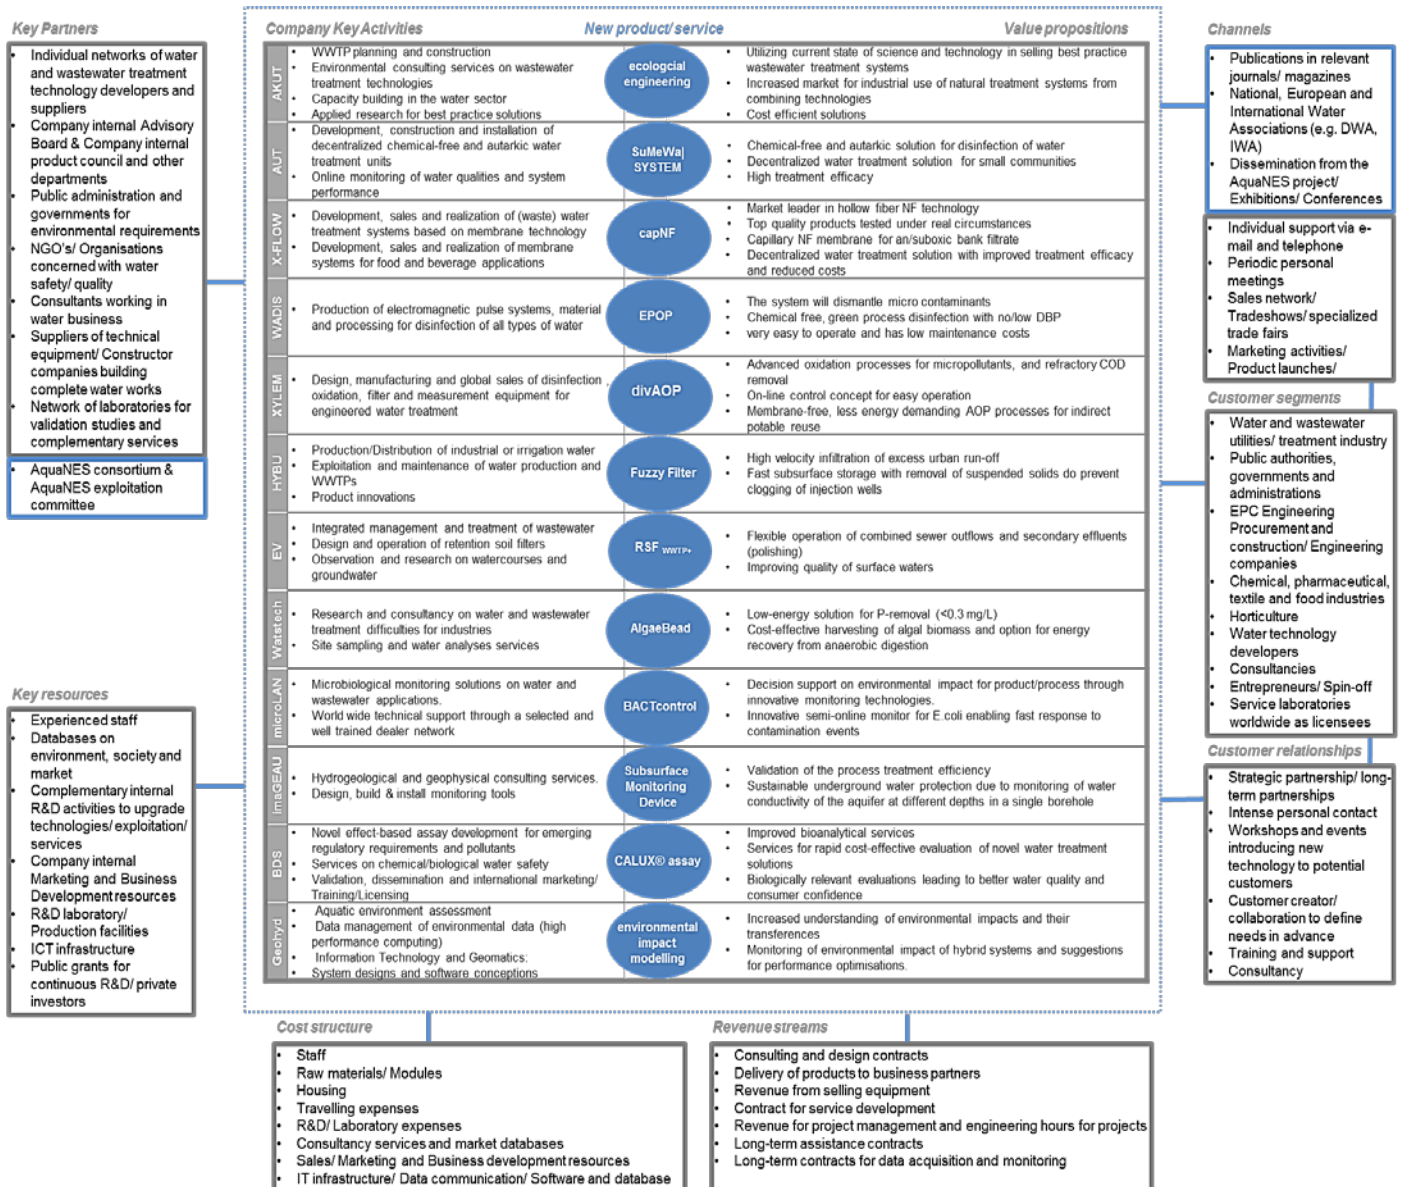 Key Partners
Individual networks of water
and wastewater treatment
technology developers and
suppliers
Company internal Advisory
Board & Company internal
product council and other
departments
Public administration and
governments for
environmental requirements
NGO's/ Organisations
concerned with water
safety/ quality
Consultants working in
water business
Suppliers of technical
equipment/ Constructor
companies building
complete water works
Network of laboratories for
validation studies and
complementary services
AquaNES consortium &
AquaNES exploitation
committee
Key resources
Experienced staff
Databases on
environment, society and
market
Complementary internal
R&D activities to upgrade
technologies/ exploitation/
services
Company internal
Marketing and Business
Development resources
R&D laboratory/
Production facilities
ICT infrastructure
Public grants for
continuous R&D/ private
investors
Company Key Activities
New product/ service
Value propositions
AKUT
WWTP planning and construction
Environmental consulting services on wastewater
treatment technologies
Capacity building in the water sector
Applied research for best practice solutions
ecologcial
engineering
Utilizing current state of science and technology in selling best practice
wastewater treatment systems
Increased market for industrial use of natural treatment systems from
combining technologies
Cost efficient solutions
AUT
Development, construction and installation of
decentralized chemical-free and autarkic water
treatment units
Online monitoring of water qualities and system
performance
SuMeWa|
SYSTEM
Chemical-free and autarkic solution for disinfection of water
Decentralized water treatment solution for small communities
High treatment efficacy
X-FLOW
Development, sales and realization of (waste) water
treatment systems based on membrane technology
Development, sales and realization of membrane
systems for food and beverage applications
capNF
Market leader in hollow fiber NF technology
Top quality products tested under real circumstances
Capillary NF membrane for an/suboxic bank filtrate
Decentralized water treatment solution with improved treatment efficacy
and reduced costs
WADIS
Production of electromagnetic pulse systems, material
and processing for disinfection of all types of water
EPOP
The system will dismantle micro contaminants
Chemical free, green process disinfection with no/low DBP
very easy to operate and has low maintenance costs
XYLEM
Design, manufacturing and global sales of disinfection ,
oxidation, filter and measurement equipment for
engineered water treatment
divAOP
Advanced oxidation processes for micropollutants, and refractory COD
removal
On-line control concept for easy operation
Membrane-free, less energy demanding AOP processes for indirect
potable reuse
HYBU
Production/Distribution of industrial or irrigation water
Exploitation and maintenance of water production and
WWTPs
Product innovations
Fuzzy Filter
High velocity infiltration of excess urban run-off
Fast subsurface storage with removal of suspended solids do prevent
clogging of injection wells
EV
Integrated management and treatment of wastewater
Design and operation of retention soil filters
Observation and research on watercourses and
groundwater
RSF WWTP+
Flexible operation of combined sewer outflows and secondary effluents
(polishing)
Improving quality of surface waters
Watstech
Research and consultancy on water and wastewater
treatment difficulties for industries
Site sampling and water analyses services
AlgaeBead
Low-energy solution for P-removal (<0.3 mg/L)
Cost-effective harvesting of algal biomass and option for energy
recovery from anaerobic digestion
microLAN
Microbiological monitoring solutions on water and
wastewater applications.
World wide technical support through a selected and
well trained dealer network
BACTcontrol
Decision support on environmental impact for product/process through
innovative monitoring technologies.
Innovative semi-online monitor for E.coli enabling fast response to
contamination events
imaGEAU
Hydrogeological and geophysical consulting services.
Design, build & install monitoring tools
Subsurface
Monitoring
Device
Validation of the process treatment efficiency
Sustainable underground water protection due to monitoring of water
conductivity of the aquifer at different depths in a single borehole
BDS
Novel effect-based assay development for emerging
regulatory requirements and pollutants
Services on chemical/biological water safety
Validation, dissemination and international marketing/
Training/Licensing
CALUX® assay
Improved bioanalytical services
Services for rapid cost-effective evaluation of novel water treatment
solutions
Biologically relevant evaluations leading to better water quality and
consumer confidence
Geohyd
Aquatic environment assessment
Data management of environmental data (high
performance computing)
Information Technology and Geomatics:
System designs and software conceptions
environmental
impact
modelling
Increased understanding of environmental impacts and their
transferences
Monitoring of environmental impact of hybrid systems and suggestions
for performance optimisations.
Channels
Publications in relevant
journals/ magazines
National, European and
International Water
Associations (e.g. DWA,
IWA)
Dissemination from the
AquaNES project/
Exhibitions/ Conferences
Individual support via e-
mail and telephone
Periodic personal
meetings
Sales network/
Tradeshows/ specialized
trade fairs
Marketing activities/
Product launches/
Customer segments
Water and wastewater
utilities/ treatment industry
Public authorities,
governments and
administrations
EPC Engineering
Procurement and
construction/ Engineering
companies
Chemical, pharmaceutical,
textile and food industries
Horticulture
Water technology
developers
Consultancies
Entrepreneurs/ Spin-off
Service laboratories
worldwide as licensees
Customer relationships
Strategic partnership/ long-
term partnerships
Intense personal contact
Workshops and events
introducing new
technology to potential
customers
Customer creator/
collaboration to define
needs in advance
Training and support
Consultancy
Cost structure
Staff
Raw materials/ Modules
Housing
Travelling expenses
R&D/ Laboratory expenses
Consultancy services and market databases
Sales/ Marketing and Business development resources
IT infrastructure/ Data communication/ Software and database
Revenue streams
Consulting and design contracts
Delivery of products to business partners
Revenue from selling equipment
Contract for service development
Revenue for project management and engineering hours for projects
Long-term assistance contracts
Long-term contracts for data acquisition and monitoring